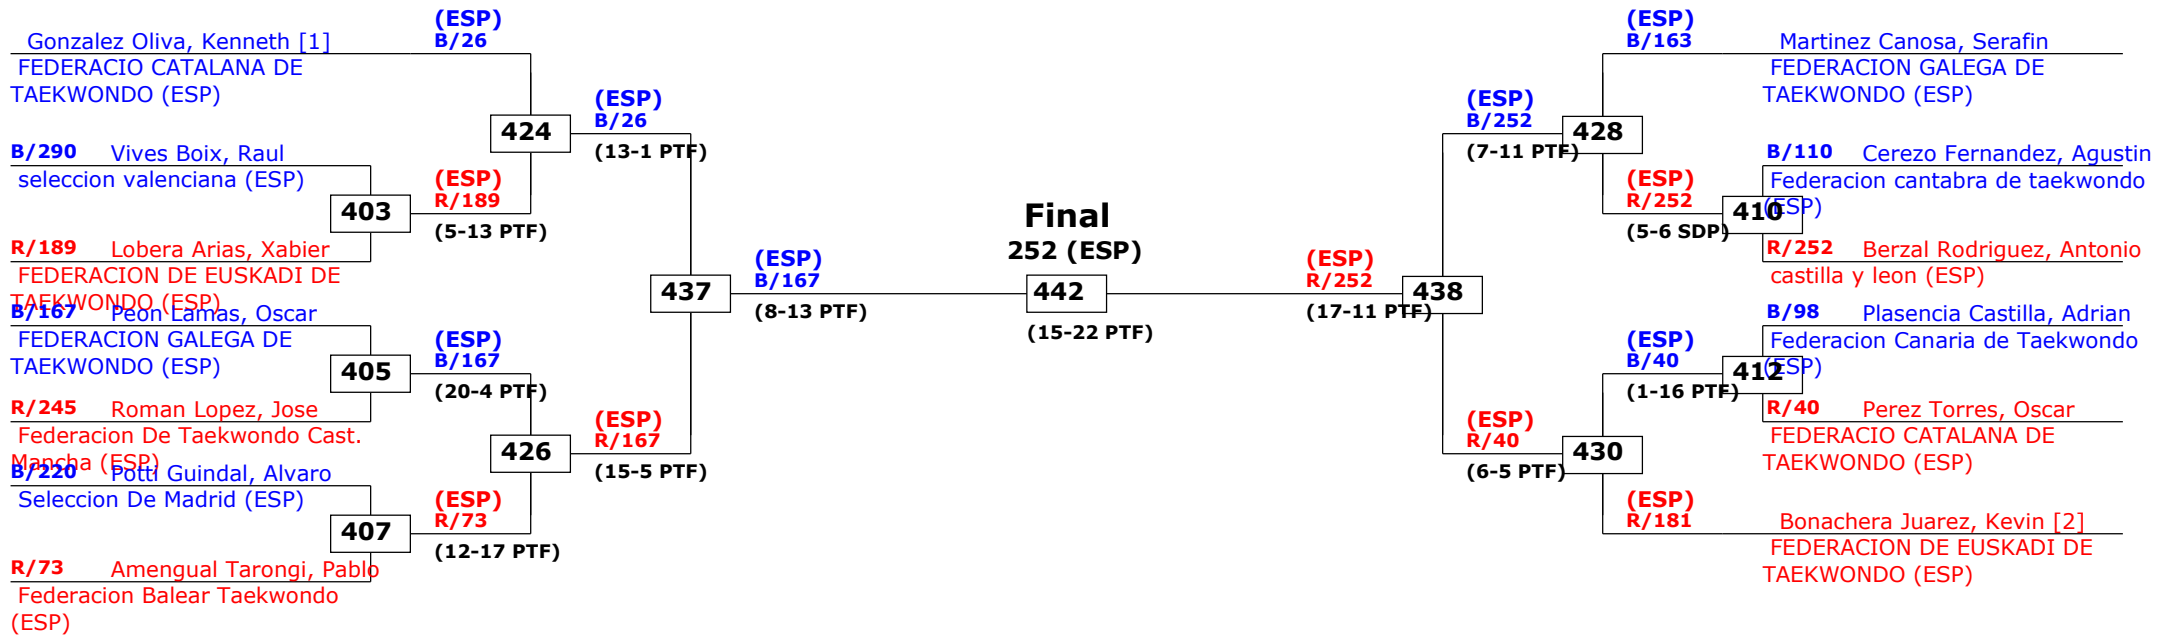 (ESP)
Gonzalez Oliva, Kenneth [1]
B/26
FEDERACIO CATALANA DE
TAEKWONDO (ESP)
(ESP)
424
B/26
(13-1 PTF)
B/290 Vives Boix, Raul
seleccion valenciana (ESP)
(ESP)
403
R/189
(5-13 PTF)
R/189 Lobera Arias, Xabier
FEDERACION DE EUSKADI DE
TAEKWONDO (ESP)
437
(ESP)
B/167
(8-13 PTF)
B/167 Peon Lamas, Oscar
FEDERACION GALEGA DE
TAEKWONDO (ESP)
405
(ESP)
B/167
(20-4 PTF)
R/245 Roman Lopez, Jose
Federacion De Taekwondo Cast.
Mancha (ESP)
426
(ESP)
R/167
(15-5 PTF)
B/220 Potti Guindal, Alvaro
Seleccion De Madrid (ESP)
407
(ESP)
R/73
(12-17 PTF)
R/73 Amengual Tarongi, Pablo
Federacion Balear Taekwondo
(ESP)
Final
252 (ESP)
442
(15-22 PTF)
(ESP)
B/163
Martinez Canosa, Serafin
FEDERACION GALEGA DE
TAEKWONDO (ESP)
(ESP)
B/252
428
(7-11 PTF)
B/110 Cerezo Fernandez, Agustin
Federacion cantabra de taekwondo
(ESP)
(ESP)
R/252
410
(5-6 SDP)
R/252 Berzal Rodriguez, Antonio
castilla y leon (ESP)
(ESP)
R/252
438
(17-11 PTF)
B/98 Plasencia Castilla, Adrian
Federacion Canaria de Taekwondo
(ESP)
(ESP)
B/40
412
(1-16 PTF)
R/40 Perez Torres, Oscar
FEDERACIO CATALANA DE
TAEKWONDO (ESP)
(ESP)
R/40
430
(6-5 PTF)
(ESP)
R/181
Bonachera Juarez, Kevin [2]
FEDERACION DE EUSKADI DE
TAEKWONDO (ESP)